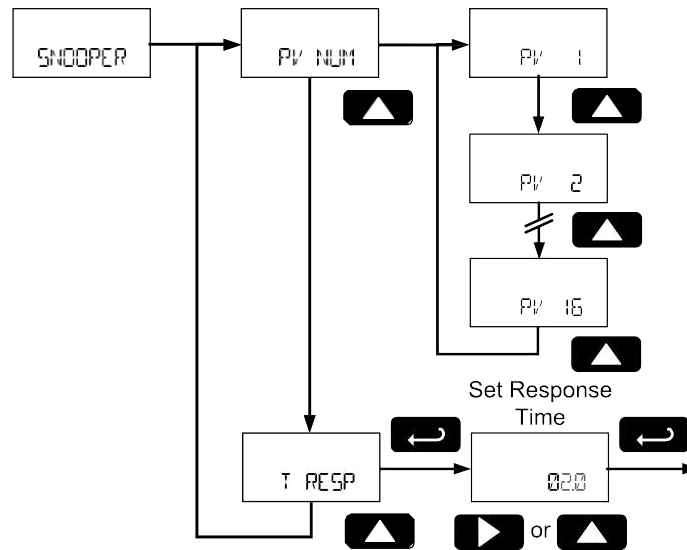 SNOOPER
PV NUM
PV 1
PV 2
PV 16
Set Response
Time
T RESP
02.0
or